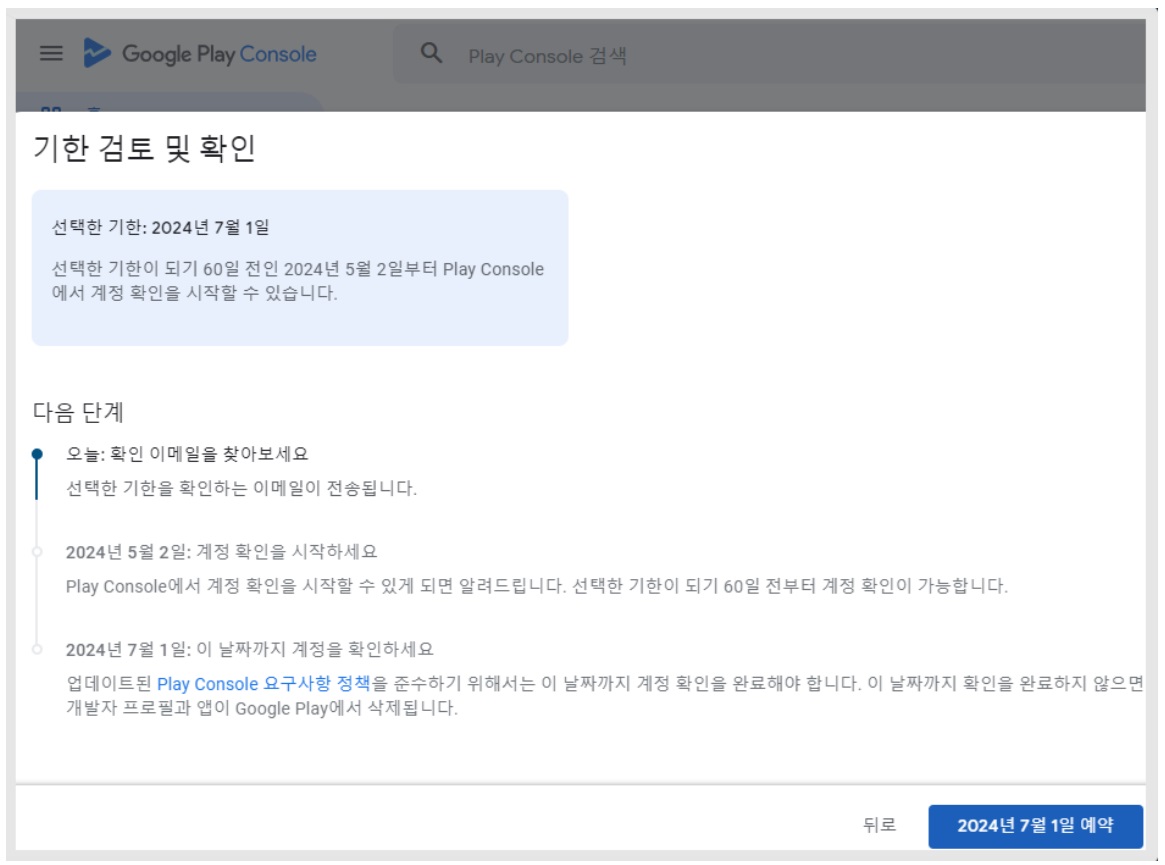 Google Play Console
Play Console 검색
홈
기한 검토 및 확인
선택한 기한: 2024년 7월 1일
선택한 기한이 되기 60일 전인 2024년 5월 2일부터 Play Console
에서 계정 확인을 시작할 수 있습니다.
다음 단계
오늘: 확인 이메일을 찾아보세요
선택한 기한을 확인하는 이메일이 전송됩니다.
2024년 5월 2일: 계정 확인을 시작하세요
Play Console에서 계정 확인을 시작할 수 있게 되면 알려드립니다. 선택한 기한이 되기 60일 전부터 계정 확인이 가능합니다.
2024년 7월 1일: 이 날짜까지 계정을 확인하세요
업데이트된 Play Console 요구사항 정책을 준수하기 위해서는 이 날짜까지 계정 확인을 완료해야 합니다. 이 날짜까지 확인을 완료하지 않으면
개발자 프로필과 앱이 Google Play에서 삭제됩니다.
뒤로
2024년 7월 1일 예약